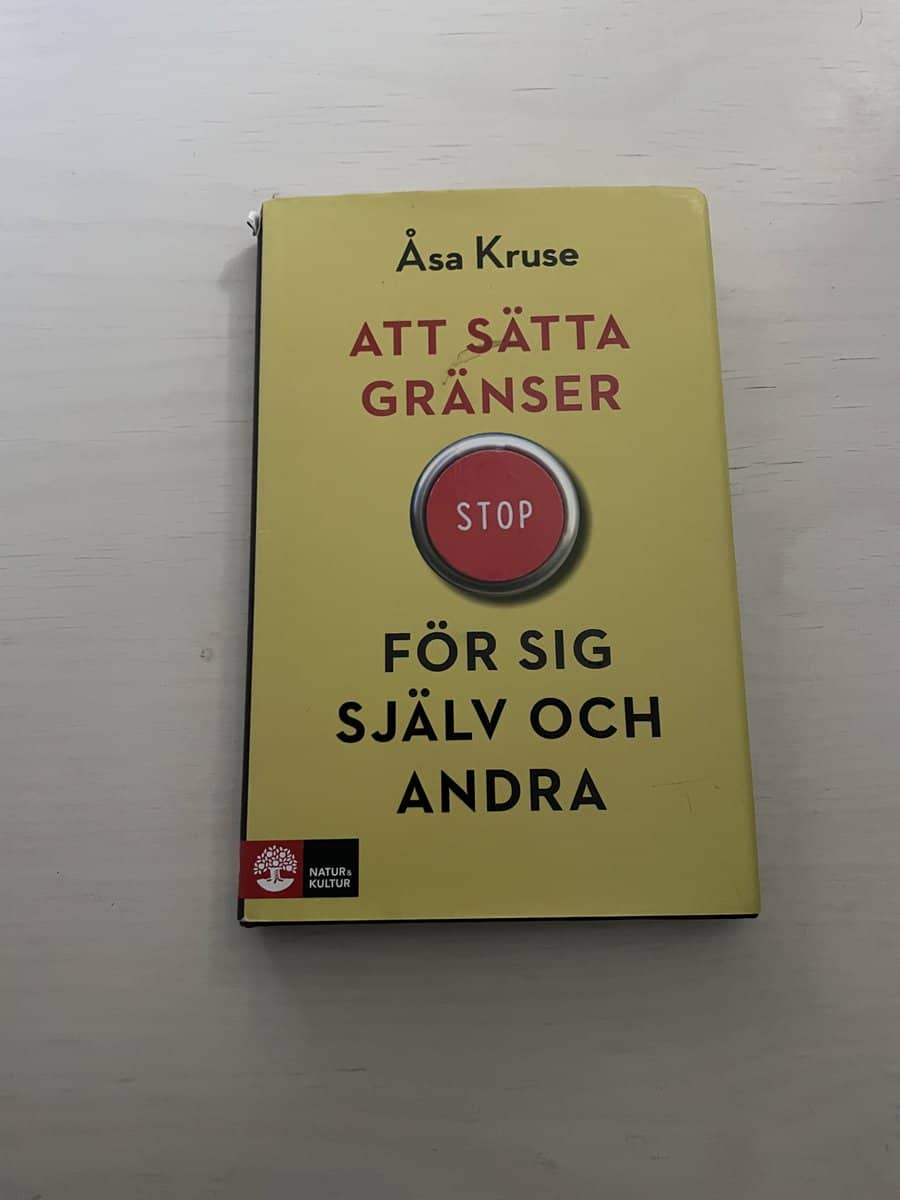 Åsa Kruse
ATT SÄTTA
GRÄNSER
STOP
FÖR SIG
SJÄLV OCH
ANDRA
NATUR&
KULTUR